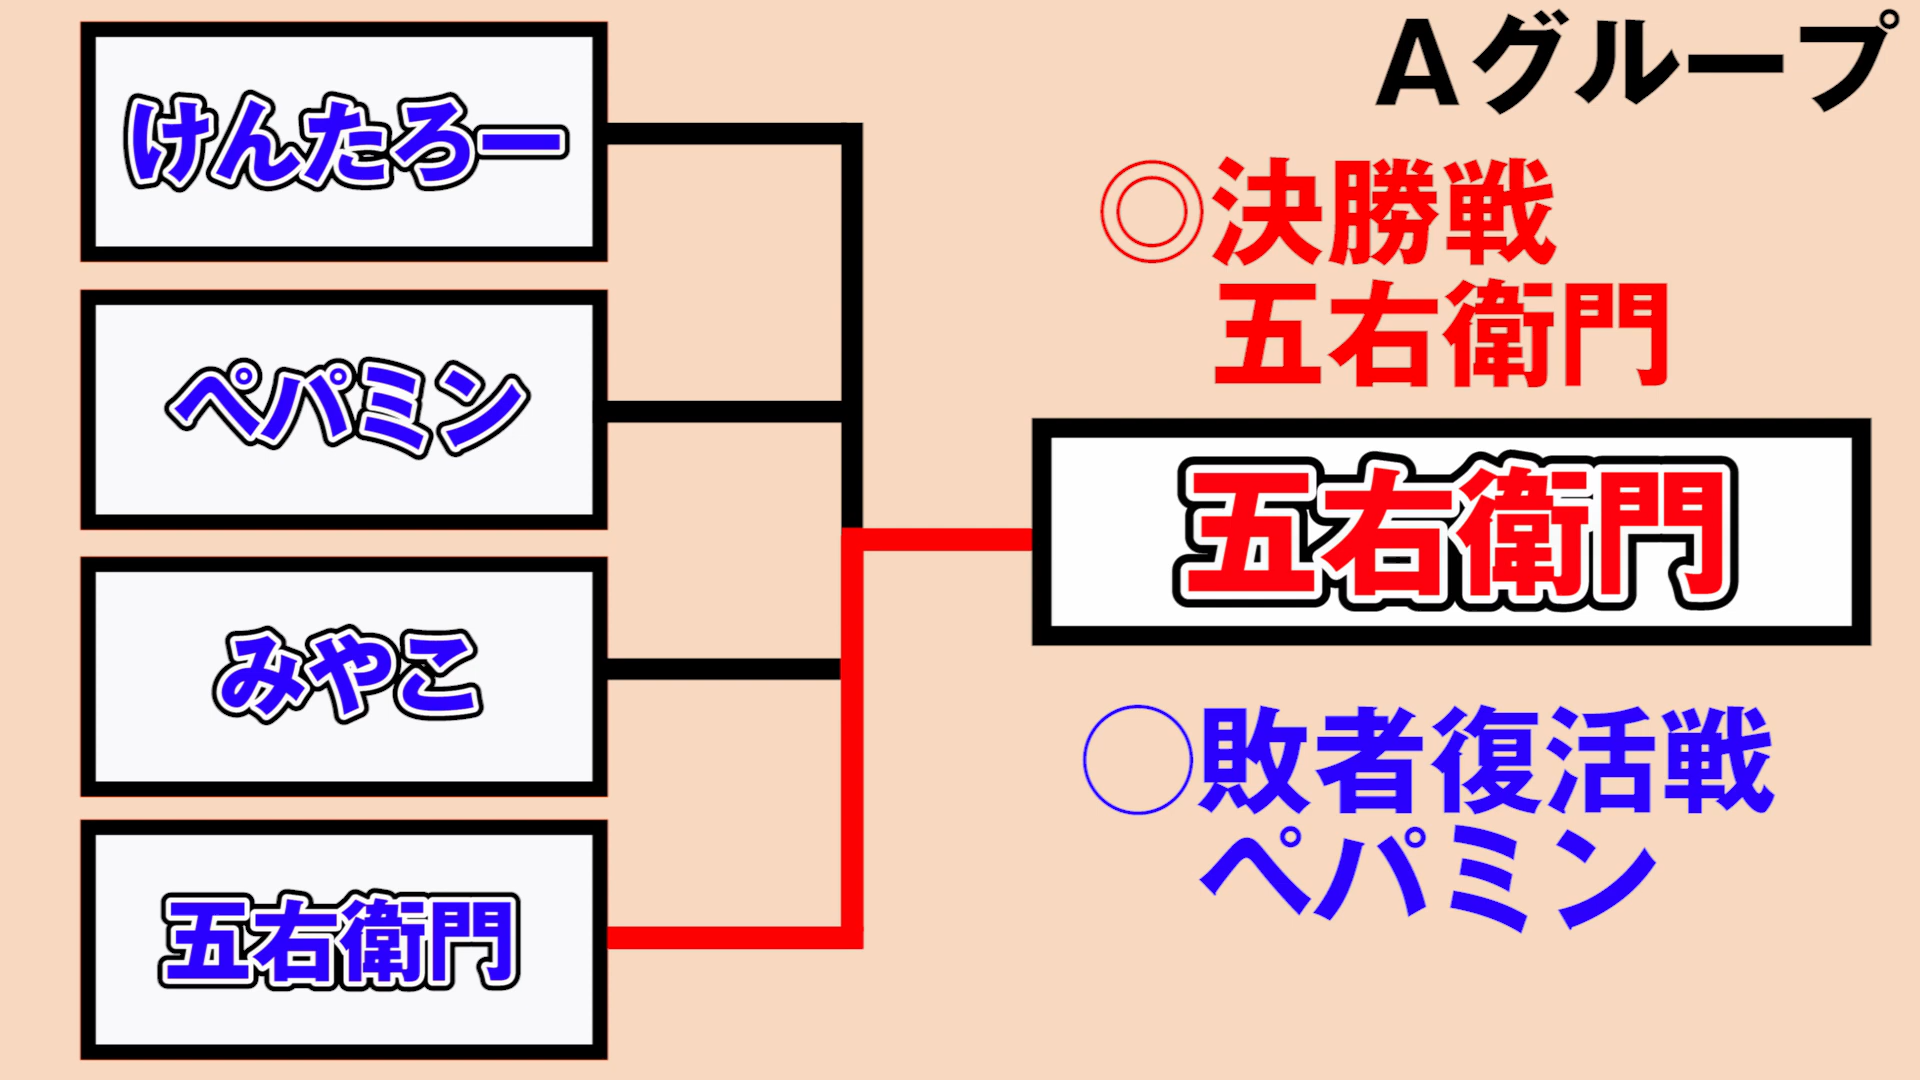 Aグループ
けんたろー
ペパミン
みやこ
五右衛門
◎決勝戦
五右衛門
五右衛門
○敗者復活戦
ペパミン